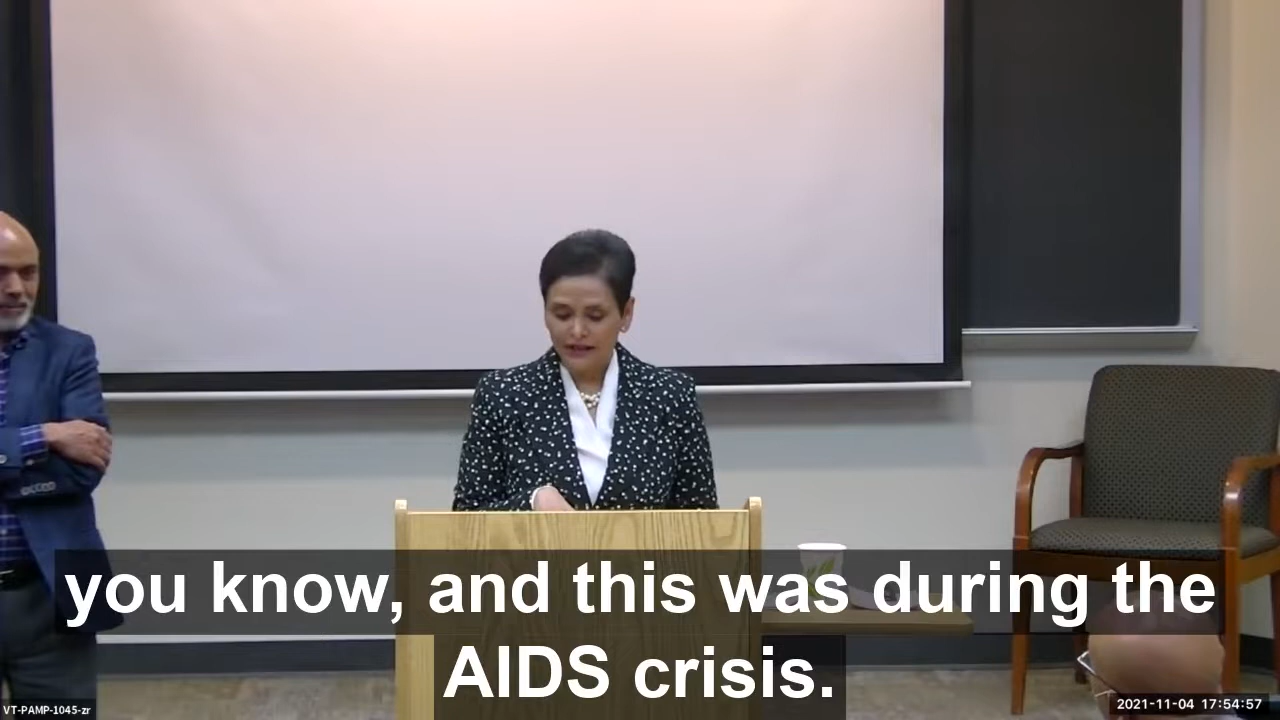 you know, and this was during the
AIDS crisis.
VT-PAMP-1045-zr
2021-11-04 17:54:57